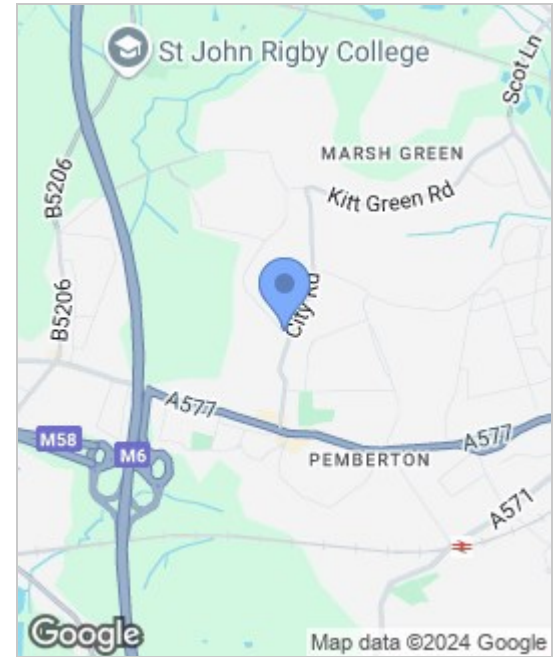 St John Rigby College
Scot Ln
MARSH GREEN
B5206
Kitt Green Rd
B5206
City Rd
A577
M58
M6
A577
PEMBERTON
A571
Google
Map data ©2024 Google